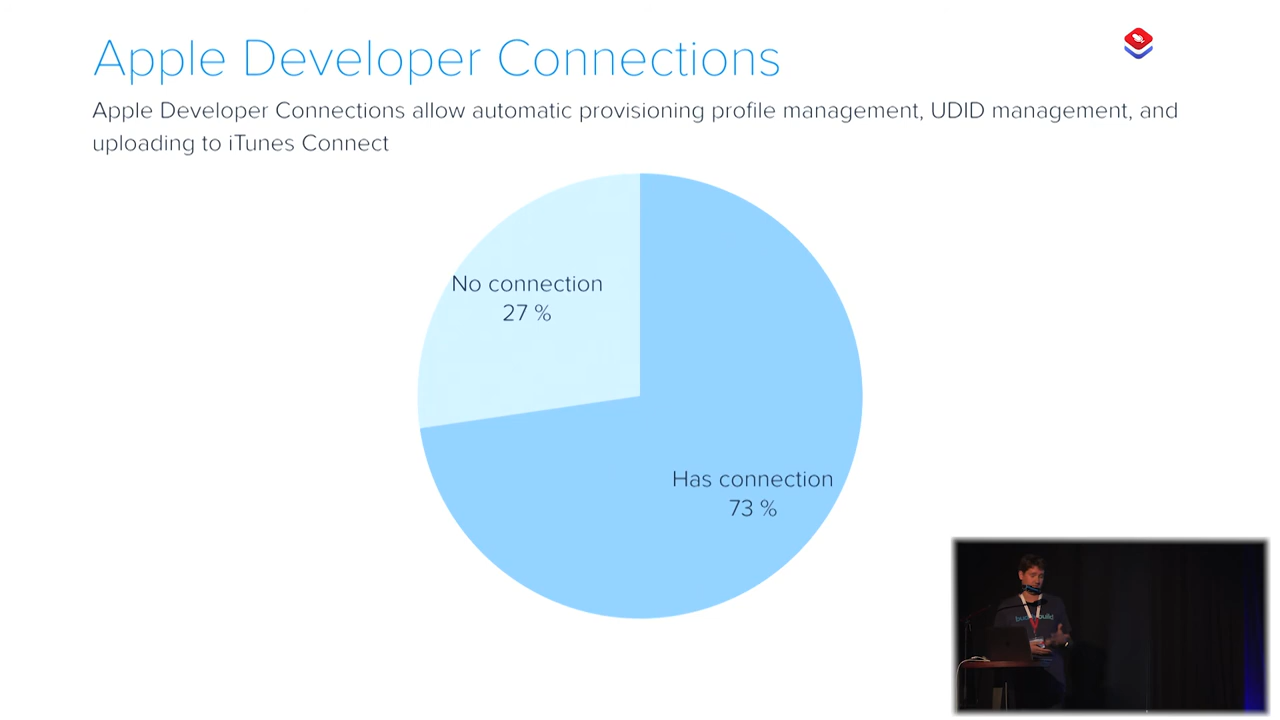 Apple Developer Connections
Apple Developer Connections allow automatic provisioning profile management, UDID management, and
uploading to iTunes Connect
No connection
27 %
Has connection
73 %